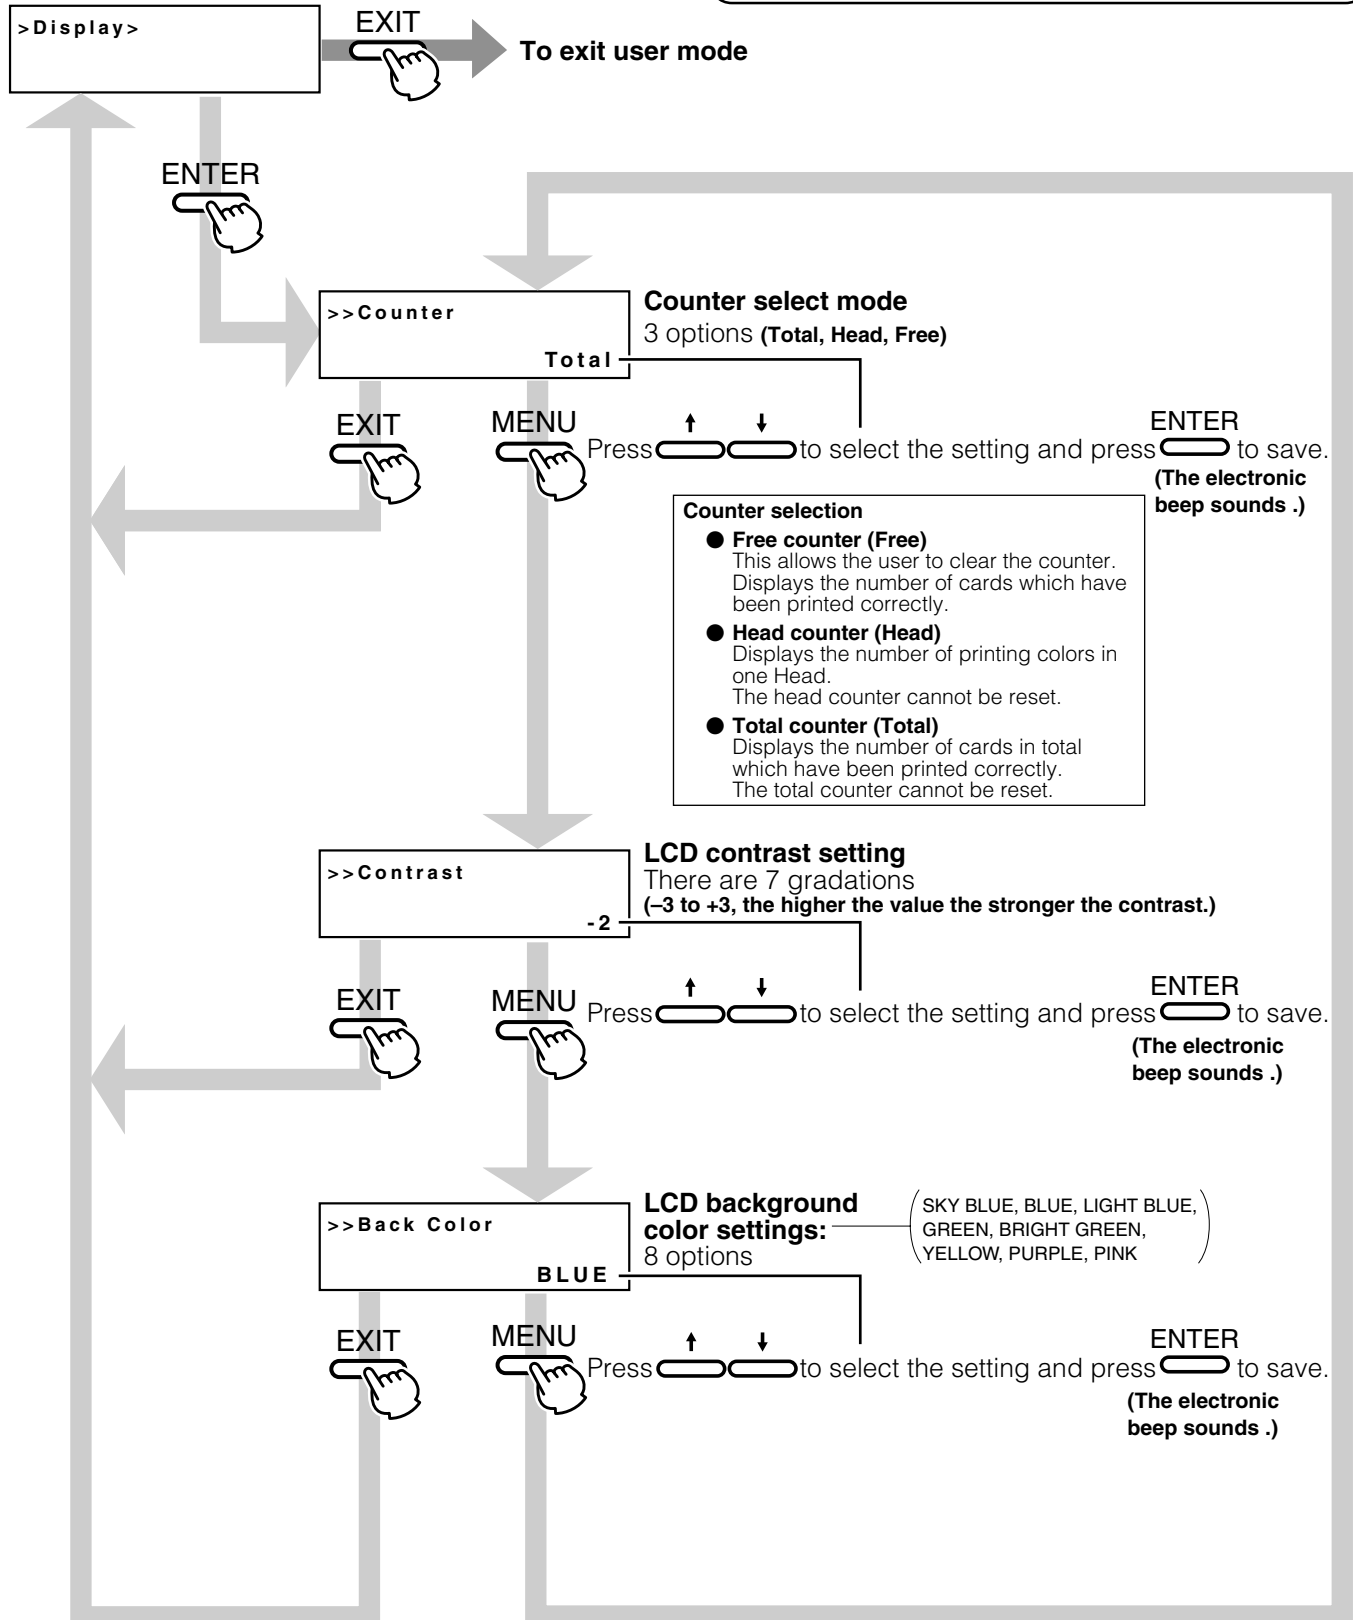 >Display>
EXIT
To exit user mode
ENTER
>>Counter
Total
Counter select mode
3 options (Total, Head, Free)
EXIT
MENU
Press ↑ ↓ to select the setting and press ENTER to save.
(The electronic
beep sounds .)
Counter selection
● Free counter (Free)
This allows the user to clear the counter.
Displays the number of cards which have
been printed correctly.
● Head counter (Head)
Displays the number of printing colors in
one Head.
The head counter cannot be reset.
● Total counter (Total)
Displays the number of cards in total
which have been printed correctly.
The total counter cannot be reset.
>>Contrast
-2
LCD contrast setting
There are 7 gradations
(–3 to +3, the higher the value the stronger the contrast.)
EXIT
MENU
Press ↑ ↓ to select the setting and press ENTER to save.
(The electronic
beep sounds .)
>>Back Color
BLUE
LCD background
color settings:
8 options
SKY BLUE, BLUE, LIGHT BLUE,
GREEN, BRIGHT GREEN,
YELLOW, PURPLE, PINK
EXIT
MENU
Press ↑ ↓ to select the setting and press ENTER to save.
(The electronic
beep sounds .)